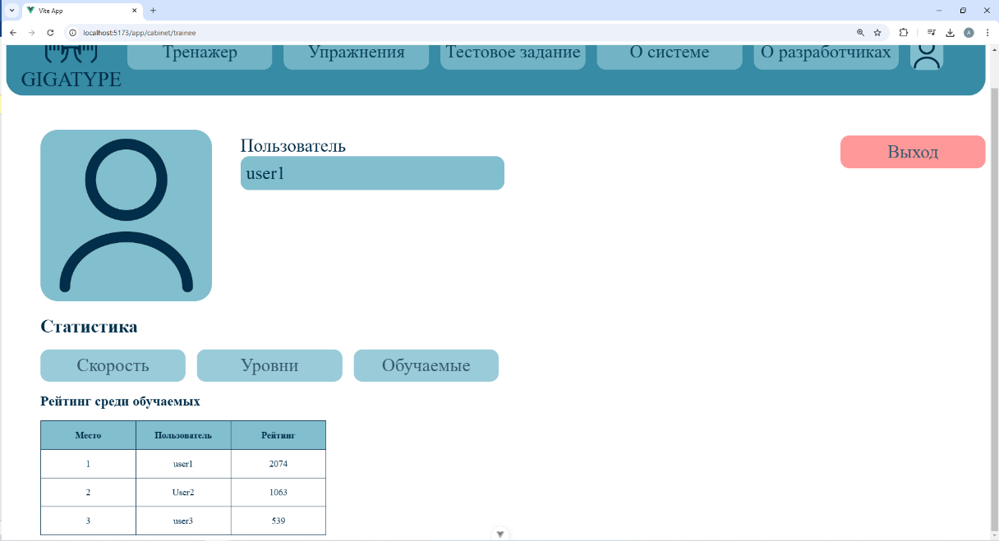 Vite App
localhost:5173/app/cabinet/trainee
A
Тренажер Упражнения Тестовое задание О системе О разработчиках
GIGATYPE
Пользователь
user1
Выход
Статистика
Скорость Уровни Обучаемые
Рейтинг среди обучаемых
Место Пользователь Рейтинг
1 user1 2074
2 User2 1063
3 user3 539